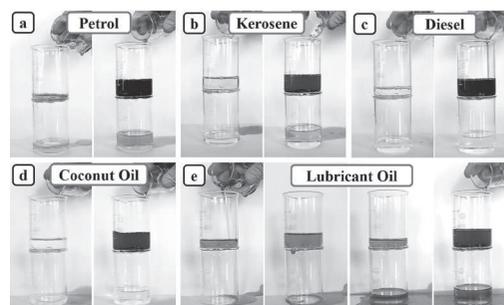 a
Petrol
b
Kerosene
c
Diesel
d
Coconut Oil
e
Lubricant Oil